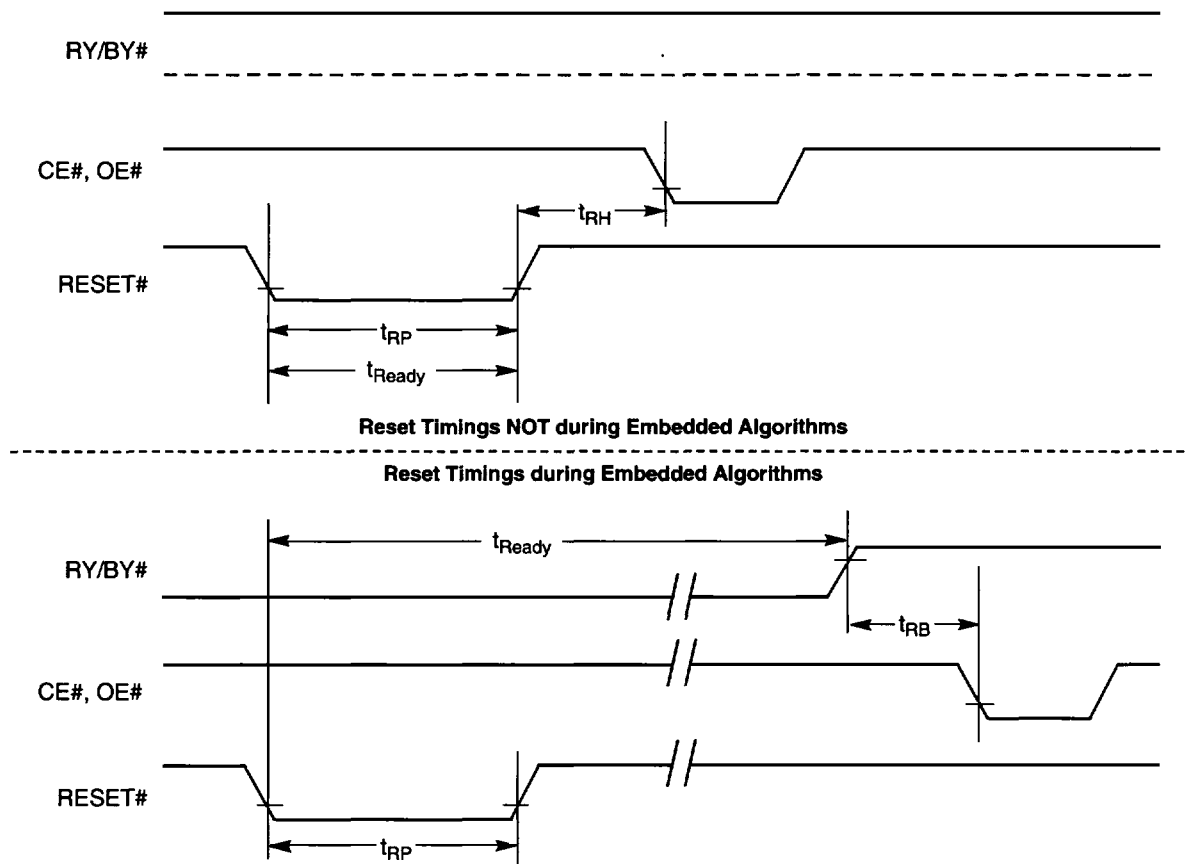 RY/BY#
CE#, OE#
tRH
RESET#
tRP
tReady
Reset Timings NOT during Embedded Algorithms
Reset Timings during Embedded Algorithms
tReady
RY/BY#
tRB
CE#, OE#
RESET#
tRP